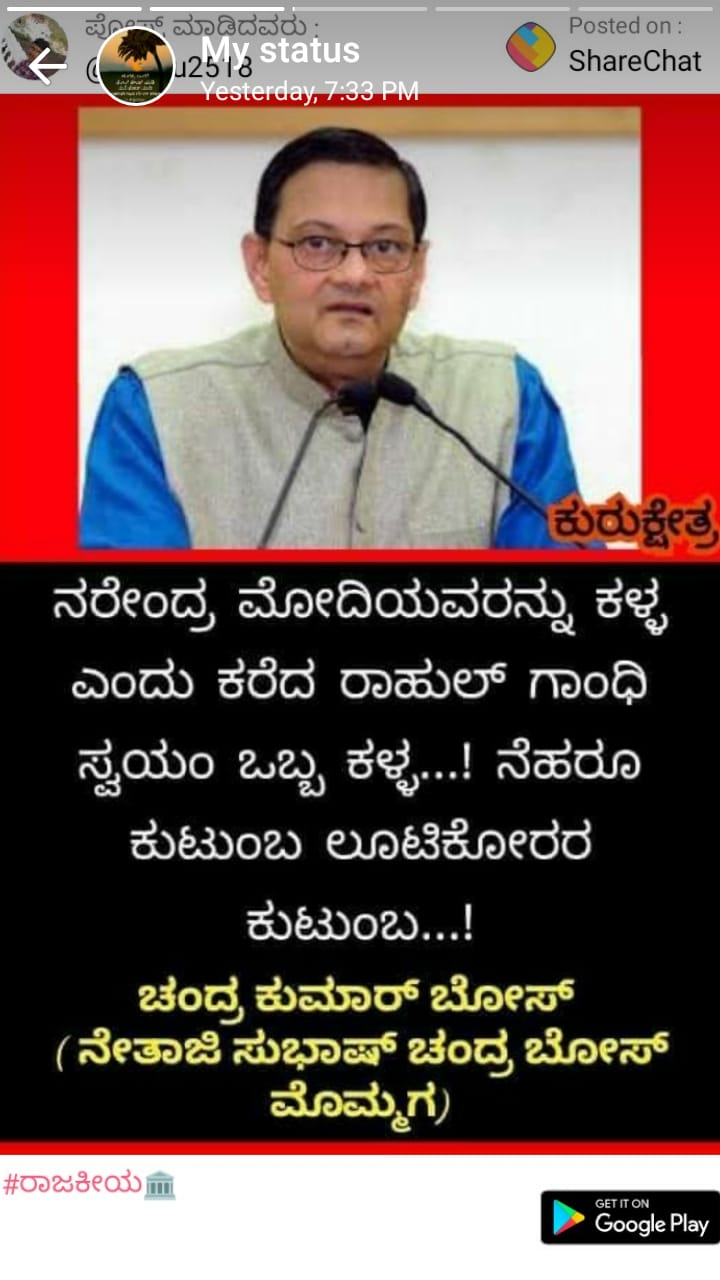 ಪೋಸ್ಟ್ ಮಾಡಿದವರು :
My status
u2518
Yesterday, 7:33 PM
Posted on :
ShareChat
ಕುರುಕ್ಷೇತ್ರ
ನರೇಂದ್ರ ಮೋದಿಯವರನ್ನು ಕಳ್ಳ
ಎಂದು ಕರೆದ ರಾಹುಲ್ ಗಾಂಧಿ
ಸ್ವಯಂ ಒಬ್ಬ ಕಳ್ಳ...! ನೆಹರೂ
ಕುಟುಂಬ ಲೂಟಿಕೋರರ
ಕುಟುಂಬ...!
ಚಂದ್ರ ಕುಮಾರ್ ಬೋಸ್
( ನೇತಾಜಿ ಸುಭಾಷ್ ಚಂದ್ರ ಬೋಸ್
ಮೊಮ್ಮಗ)
#ರಾಜಕೀಯ
GET IT ON
Google Play